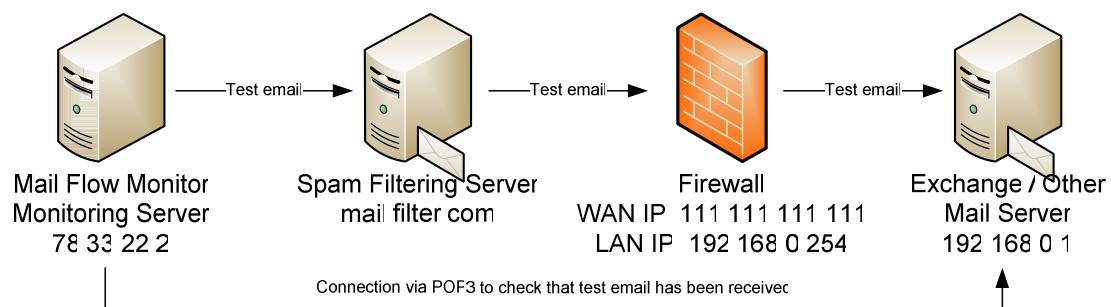 Test email
Test email
Test email
Mail Flow Monitor
Monitoring Server
78 33 22 2
Spam Filtering Server
mail filter com
Firewall
WAN IP 111 111 111 111
LAN IP 192 168 0 254
Exchange / Other
Mail Server
192 168 0 1
Connection via POF3 to check that test email has been received